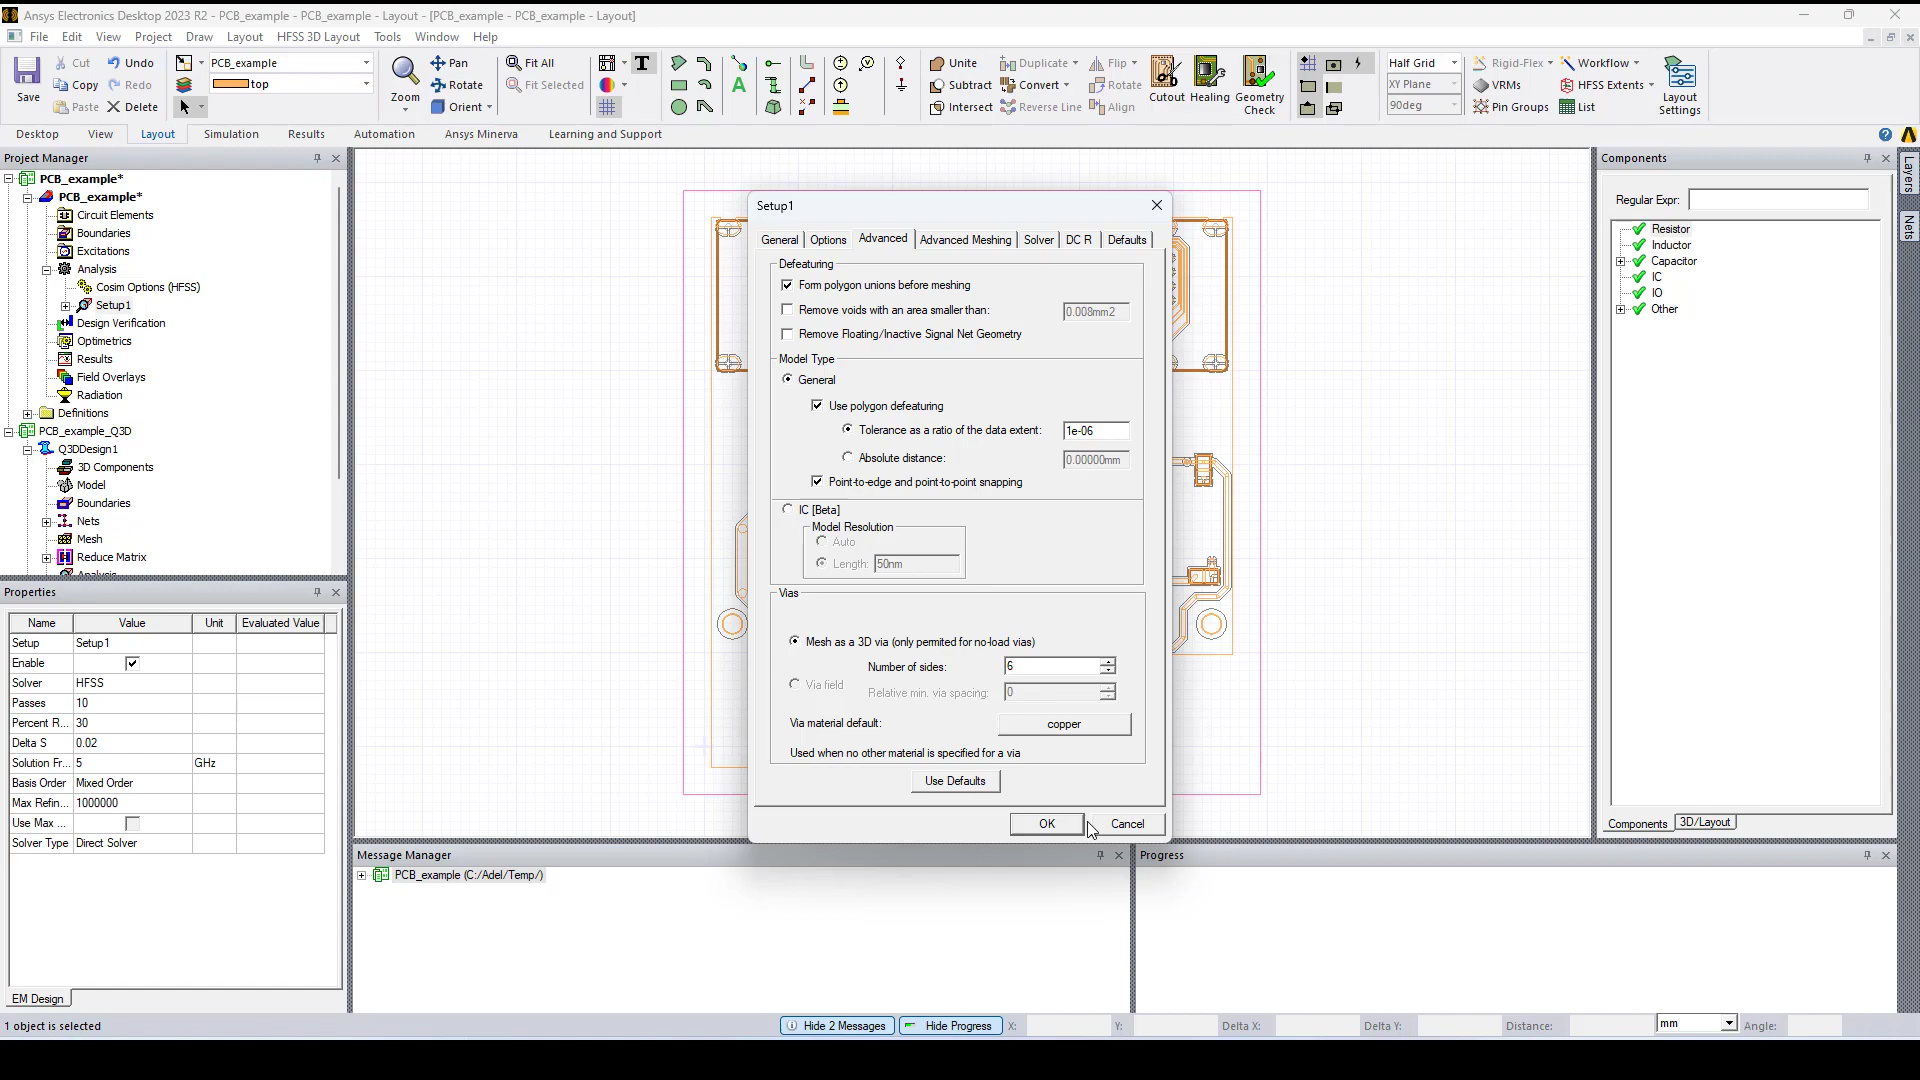 Ansys Electronics Desktop 2023 R2 - PCB_example - PCB_example - Layout - [PCB_example - PCB_example - Layout]
File Edit View Project Draw Layout HFSS 3D Layout Tools Window Help
Save
Cut
Copy
Paste
Undo
Redo
Delete
PCB_example
top
Zoom
Pan
Rotate
Orient
Fit All
Fit Selected
T
A
Unite
Subtract
Intersect
Duplicate
Convert
Reverse Line
Flip
Rotate
Align
Cutout
Healing
Geometry
Check
Half Grid
XY Plane
90deg
Rigid-Flex
VRMs
Pin Groups
Workflow
HFSS Extents
List
Layout
Settings
Desktop View Layout Simulation Results Automation Ansys Minerva Learning and Support
Project Manager
PCB_example*
PCB_example*
Circuit Elements
Boundaries
Excitations
Analysis
Cosim Options (HFSS)
Setup1
Design Verification
Optimetrics
Results
Field Overlays
Radiation
Definitions
PCB_example_Q3D
Q3DDesign1
3D Components
Model
Boundaries
Nets
Mesh
Reduce Matrix
Properties
Name Value Unit Evaluated Value
Setup Setup1
Enable
Solver HFSS
Passes 10
Percent R... 30
Delta S 0.02
Solution Fr... 5 GHz
Basis Order Mixed Order
Max Refin... 1000000
Use Max ...
Solver Type Direct Solver
EM Design
Setup1
General Options Advanced Advanced Meshing Solver DC R Defaults
Defeaturing
Form polygon unions before meshing
Remove voids with an area smaller than: 0.008mm2
Remove Floating/Inactive Signal Net Geometry
Model Type
General
Use polygon defeaturing
Tolerance as a ratio of the data extent: 1e-06
Absolute distance: 0.00000mm
Point-to-edge and point-to-point snapping
IC [Beta]
Model Resolution
Auto
Length: 50nm
Vias
Mesh as a 3D via (only permited for no-load vias)
Number of sides: 6
Via field
Relative min. via spacing: 0
Via material default: copper
Used when no other material is specified for a via
Use Defaults
OK Cancel
Components
Regular Expr:
Resistor
Inductor
Capacitor
IC
IO
Other
Components 3D/Layout
Layers
Nets
Message Manager
PCB_example (C:/Adel/Temp/)
Progress
1 object is selected
Hide 2 Messages Hide Progress X: Y: Delta X: Delta Y: Distance: mm Angle: